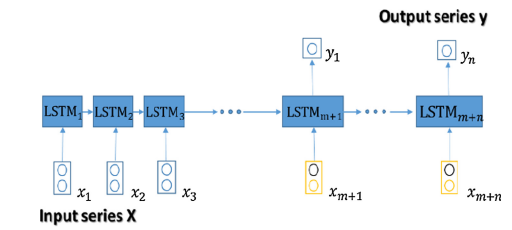 Output series y
y₁ yₙ
LSTM₁ LSTM₂ LSTM₃ LSTMₘ₊₁ LSTMₘ₊ₙ
x₁ x₂ x₃ xₘ₊₁ xₘ₊ₙ
Input series X